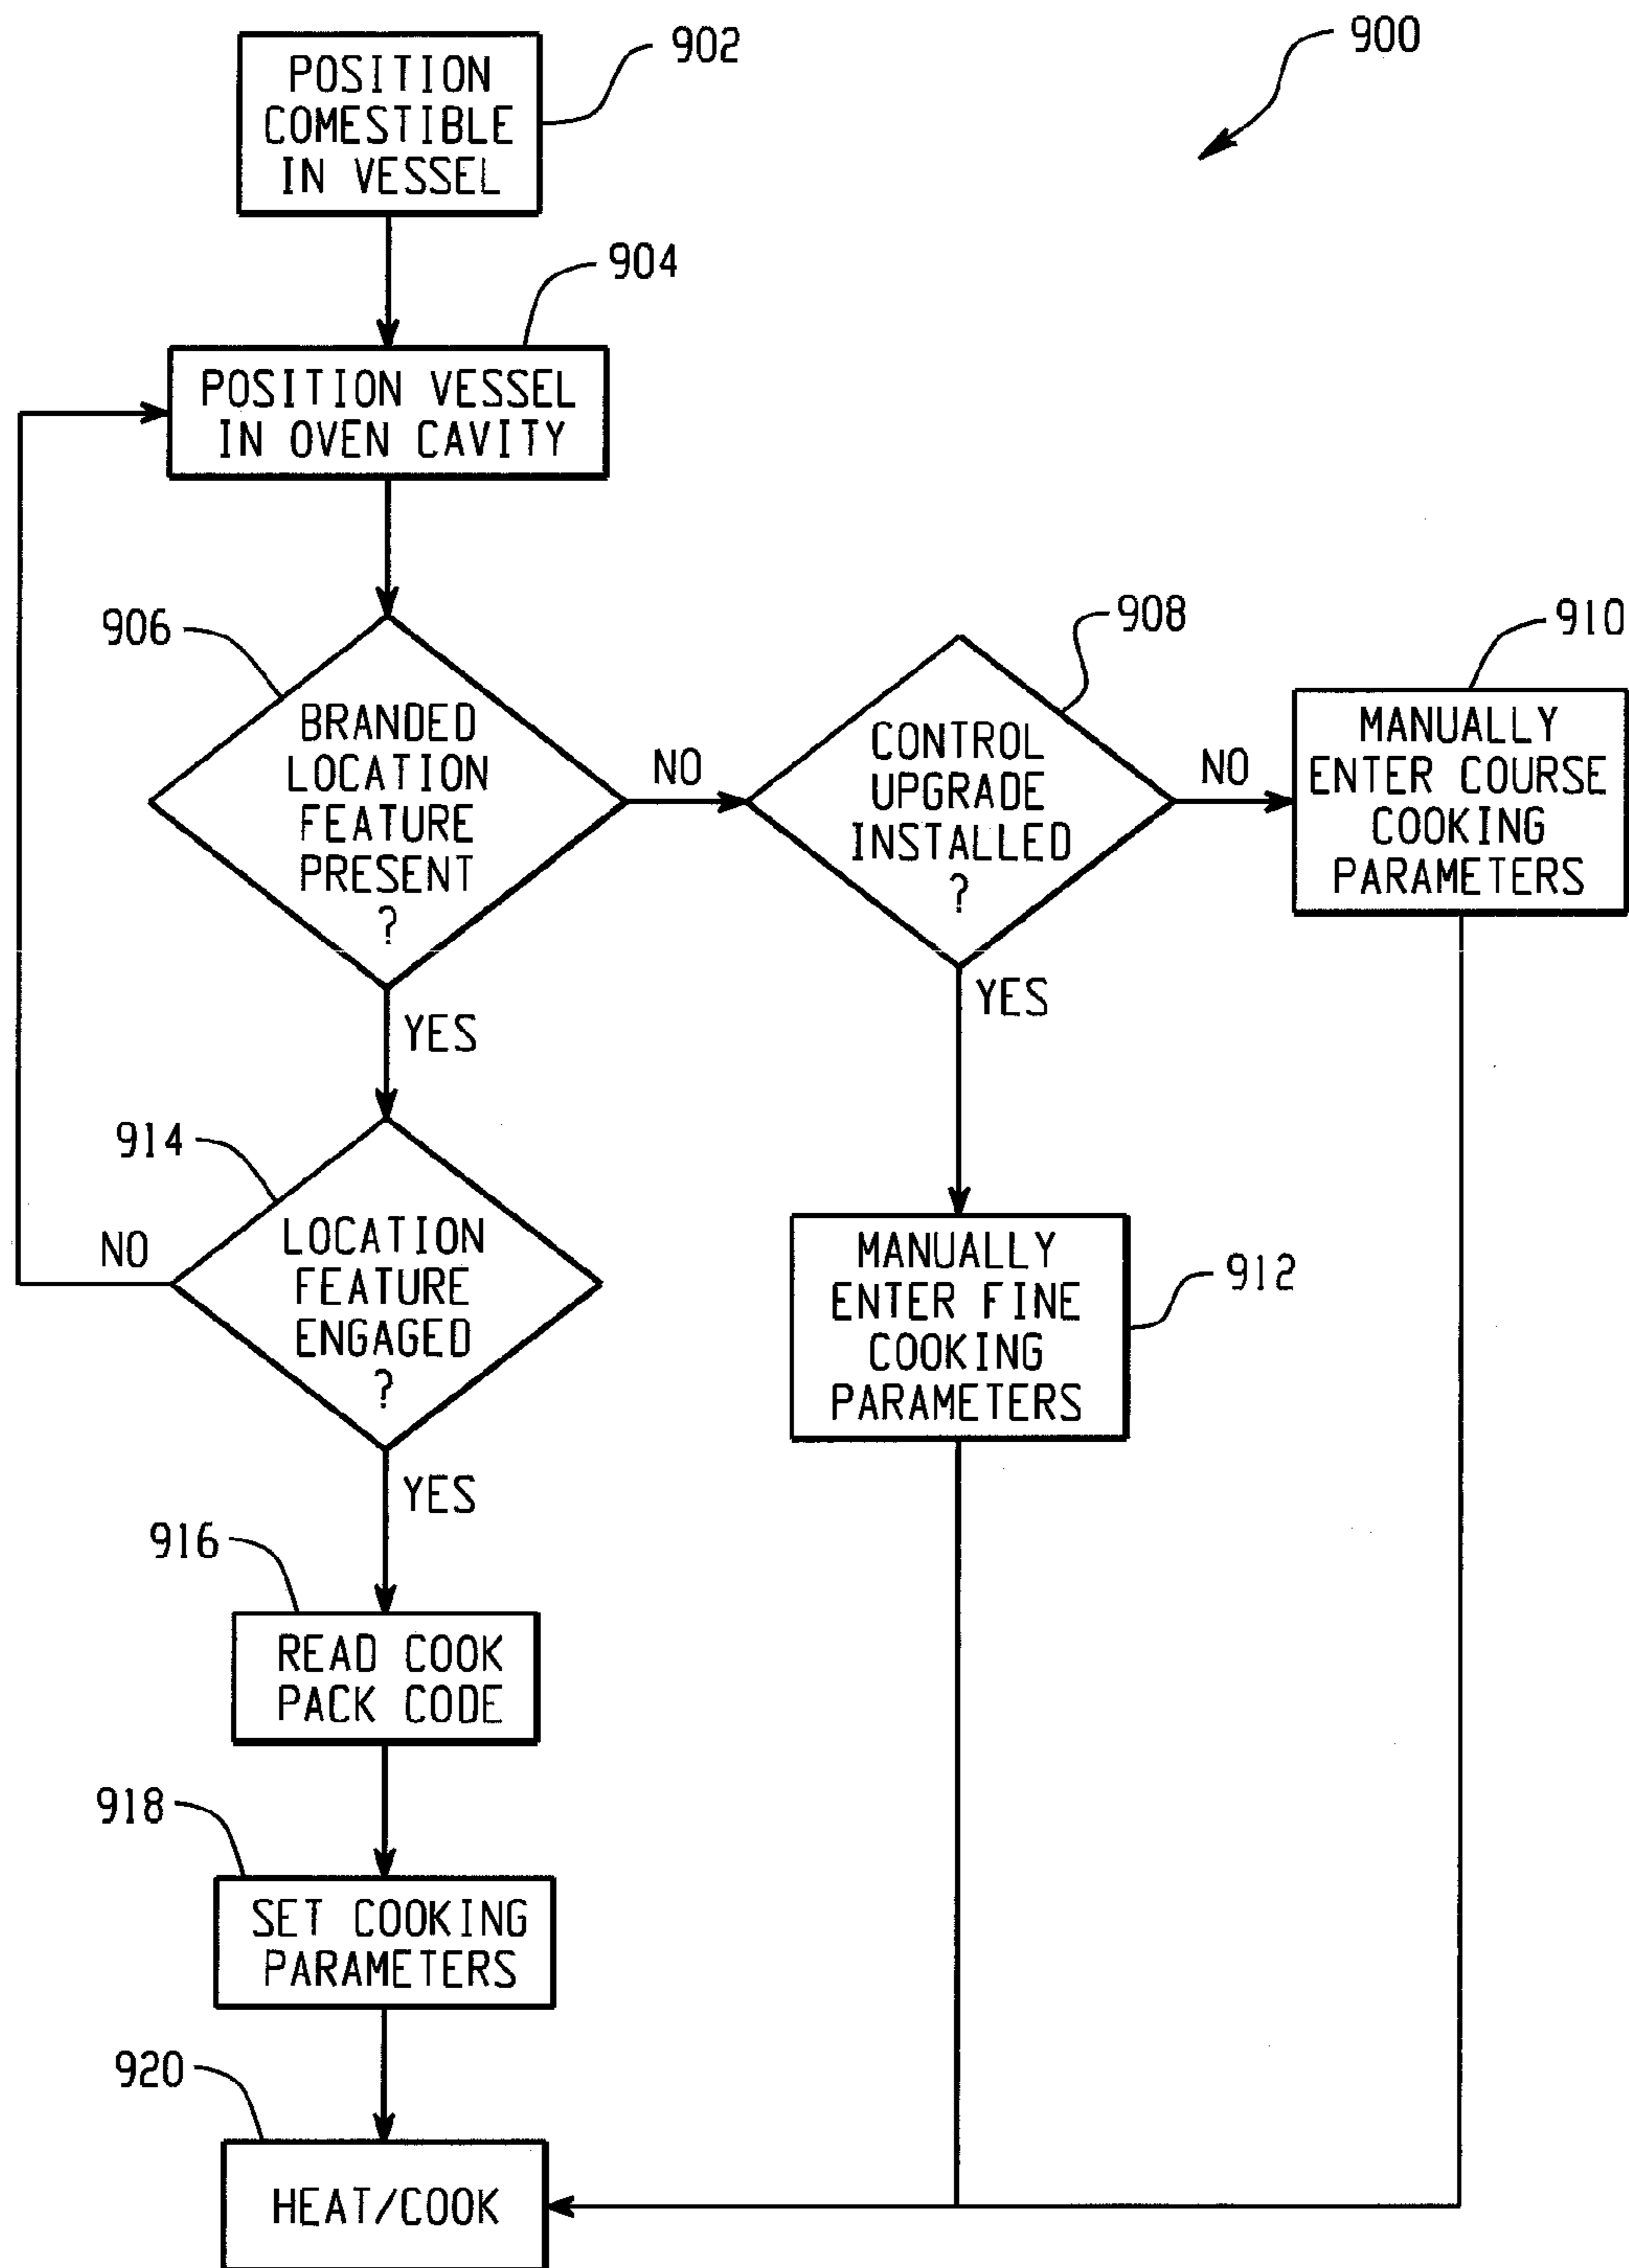 900
902
POSITION
COMESTIBLE
IN VESSEL
904
POSITION VESSEL
IN OVEN CAVITY
906
BRANDED
LOCATION
FEATURE
PRESENT
?
NO
YES
908
CONTROL
UPGRADE
INSTALLED
?
NO
YES
910
MANUALLY
ENTER COURSE
COOKING
PARAMETERS
912
MANUALLY
ENTER FINE
COOKING
PARAMETERS
914
LOCATION
FEATURE
ENGAGED
?
NO
YES
916
READ COOK
PACK CODE
918
SET COOKING
PARAMETERS
920
HEAT/COOK